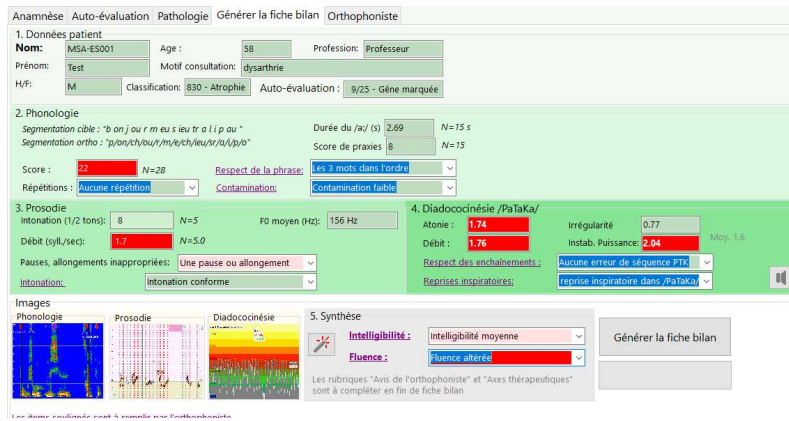 Anamnèse Auto-évaluation Pathologie Générer la fiche bilan Orthophoniste
1. Données patient
Nom: MSA-ES001 Age : 58 Profession: Professeur
Prénom: Test Motif consultation: dysarthrie
H/F: M Classification: 830 - Atrophie Auto-évaluation : 9/25 - Gêne marquée
2. Phonologie
Segmentation cible : "b on j ou r m eu s ieu tr a l i p au "
Durée du /a:/ (s) 2.69 N=15 s
Segmentation ortho : "p/on/ch/ou/r/m/e/ch/ieu/sr/a/i/p/o"
Score de praxies 8 N=15
Score : 22 N=28 Respect de la phrase: Les 3 mots dans l'ordre
Répétitions : Aucune répétition Contamination: Contamination faible
3. Prosodie
Intonation (1/2 tons): 8 N=5 F0 moyen (Hz): 156 Hz
Débit (syll./sec): 1.7 N=5.0
Pauses, allongements inappropriés: Une pause ou allongement
Intonation: Intonation conforme
4. Diadococinésie /PaTaKa/
Atonie : 1.74 Irrégularité 0.77
Débit : 1.76 Instab. Puissance: 2.04 Moy. 1.6
Respect des enchaînements : Aucune erreur de séquence PTK
Reprises inspiratoires: reprise inspiratoire dans /PaTaKa/
Images
Phonologie Prosodie Diadococinésie
5. Synthèse
Intelligibilité : Intelligibilité moyenne
Fluence : Fluence altérée
Les rubriques "Avis de l'orthophoniste" et "Axes thérapeutiques"
sont à compléter en fin de fiche bilan
Générer la fiche bilan
Les items soulignés sont à remplir par l'orthophoniste